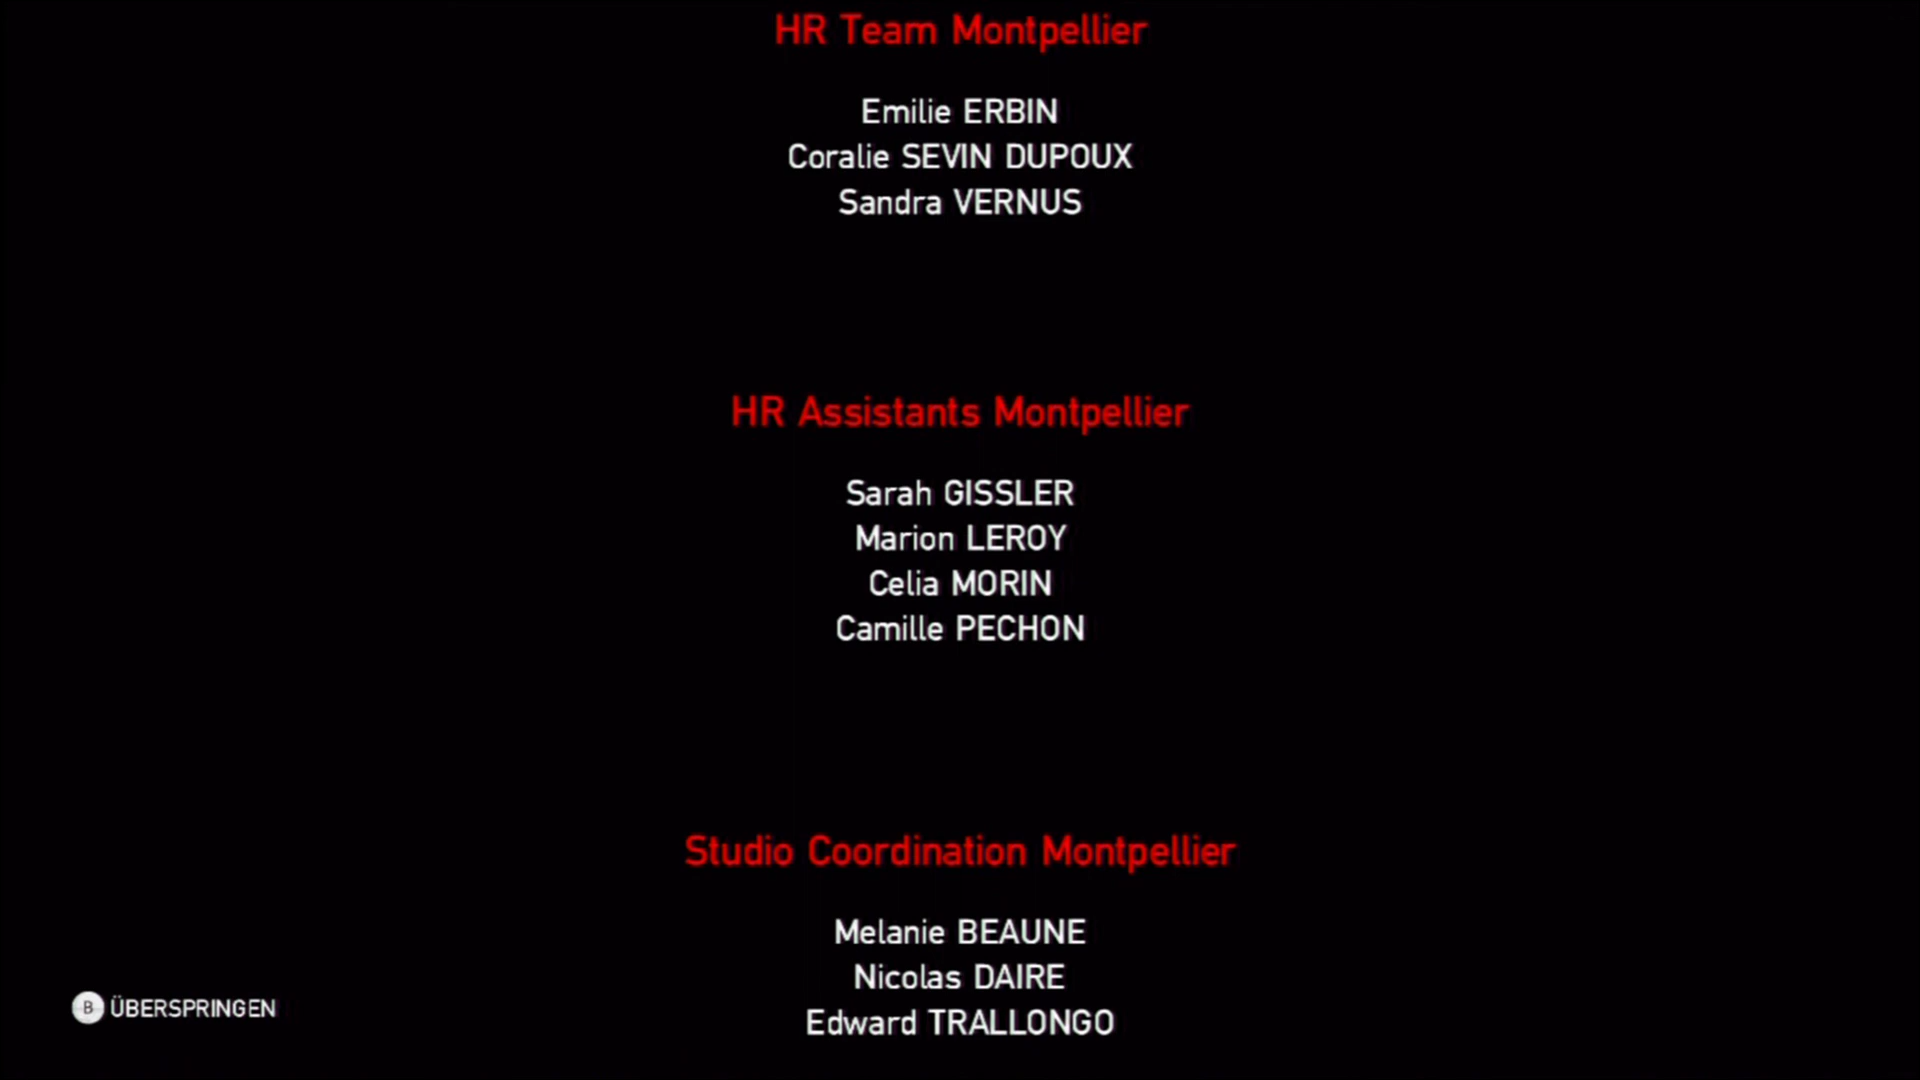 HR Team Montpellier
Emilie ERBIN
Coralie SEVIN DUPOUX
Sandra VERNUS
HR Assistants Montpellier
Sarah GISSLER
Marion LEROY
Celia MORIN
Camille PECHON
Studio Coordination Montpellier
Melanie BEAUNE
Nicolas DAIRE
Edward TRALLONGO
B ÜBERSPRINGEN